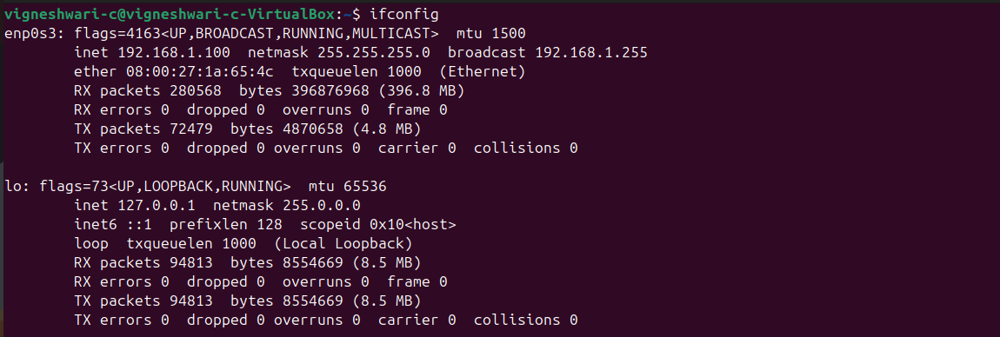 vigneshwari-c@vigneshwari-c-VirtualBox:~$ ifconfig
enp0s3: flags=4163<UP,BROADCAST,RUNNING,MULTICAST>  mtu 1500
        inet 192.168.1.100  netmask 255.255.255.0  broadcast 192.168.1.255
        ether 08:00:27:1a:65:4c  txqueuelen 1000  (Ethernet)
        RX packets 280568  bytes 396876968 (396.8 MB)
        RX errors 0  dropped 0  overruns 0  frame 0
        TX packets 72479  bytes 4870658 (4.8 MB)
        TX errors 0  dropped 0 overruns 0  carrier 0  collisions 0

lo: flags=73<UP,LOOPBACK,RUNNING>  mtu 65536
        inet 127.0.0.1  netmask 255.0.0.0
        inet6 ::1  prefixlen 128  scopeid 0x10<host>
        loop  txqueuelen 1000  (Local Loopback)
        RX packets 94813  bytes 8554669 (8.5 MB)
        RX errors 0  dropped 0  overruns 0  frame 0
        TX packets 94813  bytes 8554669 (8.5 MB)
        TX errors 0  dropped 0 overruns 0  carrier 0  collisions 0